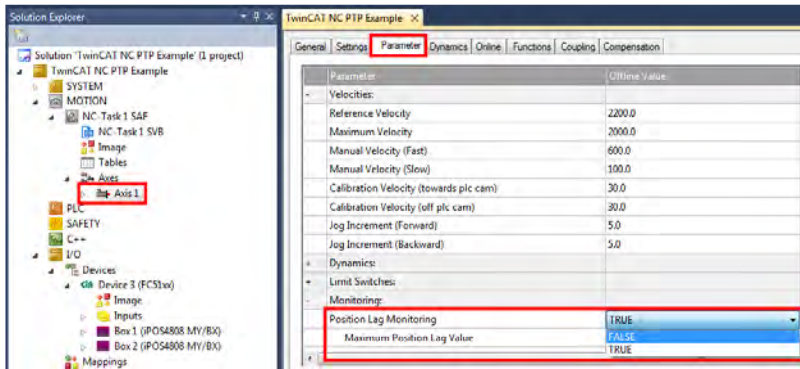 Solution Explorer
Solution 'TwinCAT NC PTP Example' (1 project)
TwinCAT NC PTP Example
SYSTEM
MOTION
NC-Task 1 SAF
NC-Task 1 SVB
Image
Tables
Axes
Axis 1
PLC
SAFETY
C++
I/O
Devices
Device 3 (FC51xx)
Image
Inputs
Box 1 (iPOS4808 MY/BX)
Box 2 (iPOS4808 MY/BX)
Mappings
TwinCAT NC PTP Example
General Settings Parameter Dynamics Online Functions Coupling Compensation
Parameter Offline Value
- Velocities:
Reference Velocity 2200.0
Maximum Velocity 2000.0
Manual Velocity (Fast) 600.0
Manual Velocity (Slow) 100.0
Calibration Velocity (towards plc cam) 30.0
Calibration Velocity (off plc cam) 30.0
Jog Increment (Forward) 5.0
Jog Increment (Backward) 5.0
+ Dynamics:
+ Limit Switches:
- Monitoring:
Position Lag Monitoring TRUE
Maximum Position Lag Value FALSE
TRUE